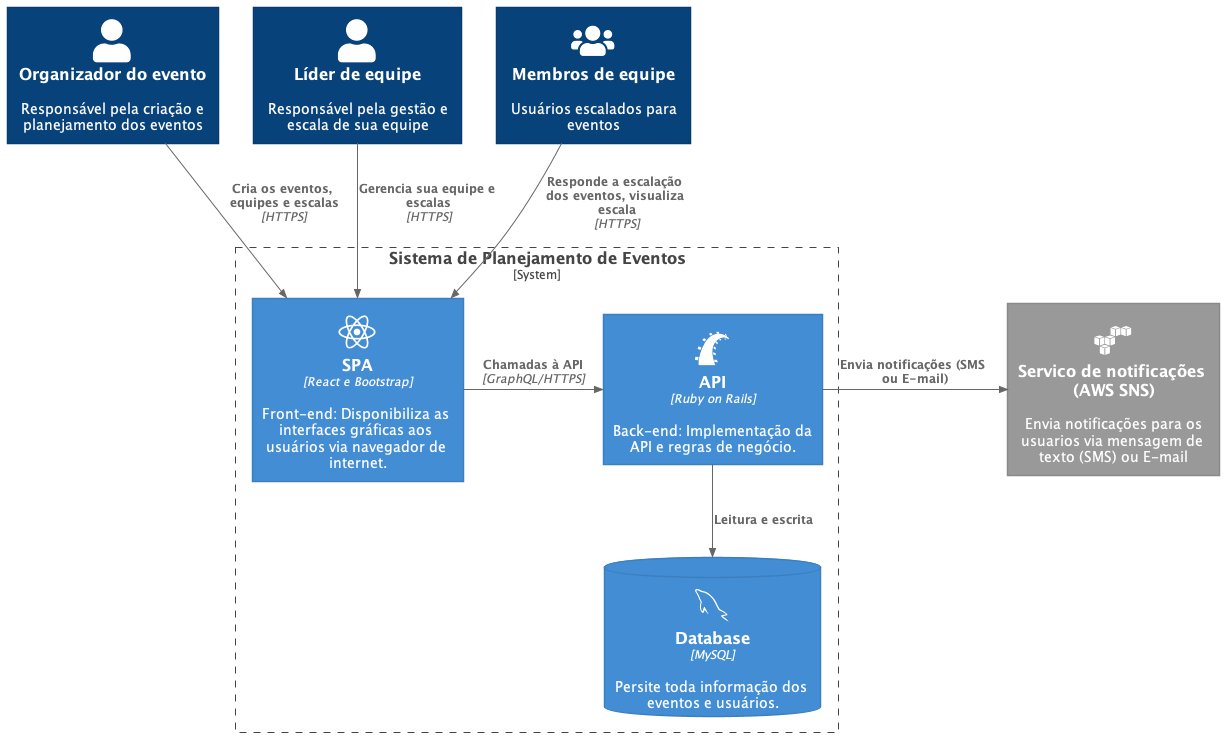 Organizador do evento
Responsável pela criação e
planejamento dos eventos
Líder de equipe
Responsável pela gestão e
escala de sua equipe
Membros de equipe
Usuários escalados para
eventos
Cria os eventos,
equipes e escalas
[HTTPS]
Gerencia sua equipe e
escalas
[HTTPS]
Responde a escalação
dos eventos, visualiza
escala
[HTTPS]
Sistema de Planejamento de Eventos
[System]
SPA
[React e Bootstrap]
Front-end: Disponibiliza as
interfaces gráficas aos
usuários via navegador de
internet.
Chamadas à API
[GraphQL/HTTPS]
API
[Ruby on Rails]
Back-end: Implementação da
API e regras de negócio.
Envia notificações (SMS
ou E-mail)
Servico de notificações
(AWS SNS)
Envia notificações para os
usuarios via mensagem de
texto (SMS) ou E-mail
Leitura e escrita
Database
[MySQL]
Persite toda informação dos
eventos e usuários.